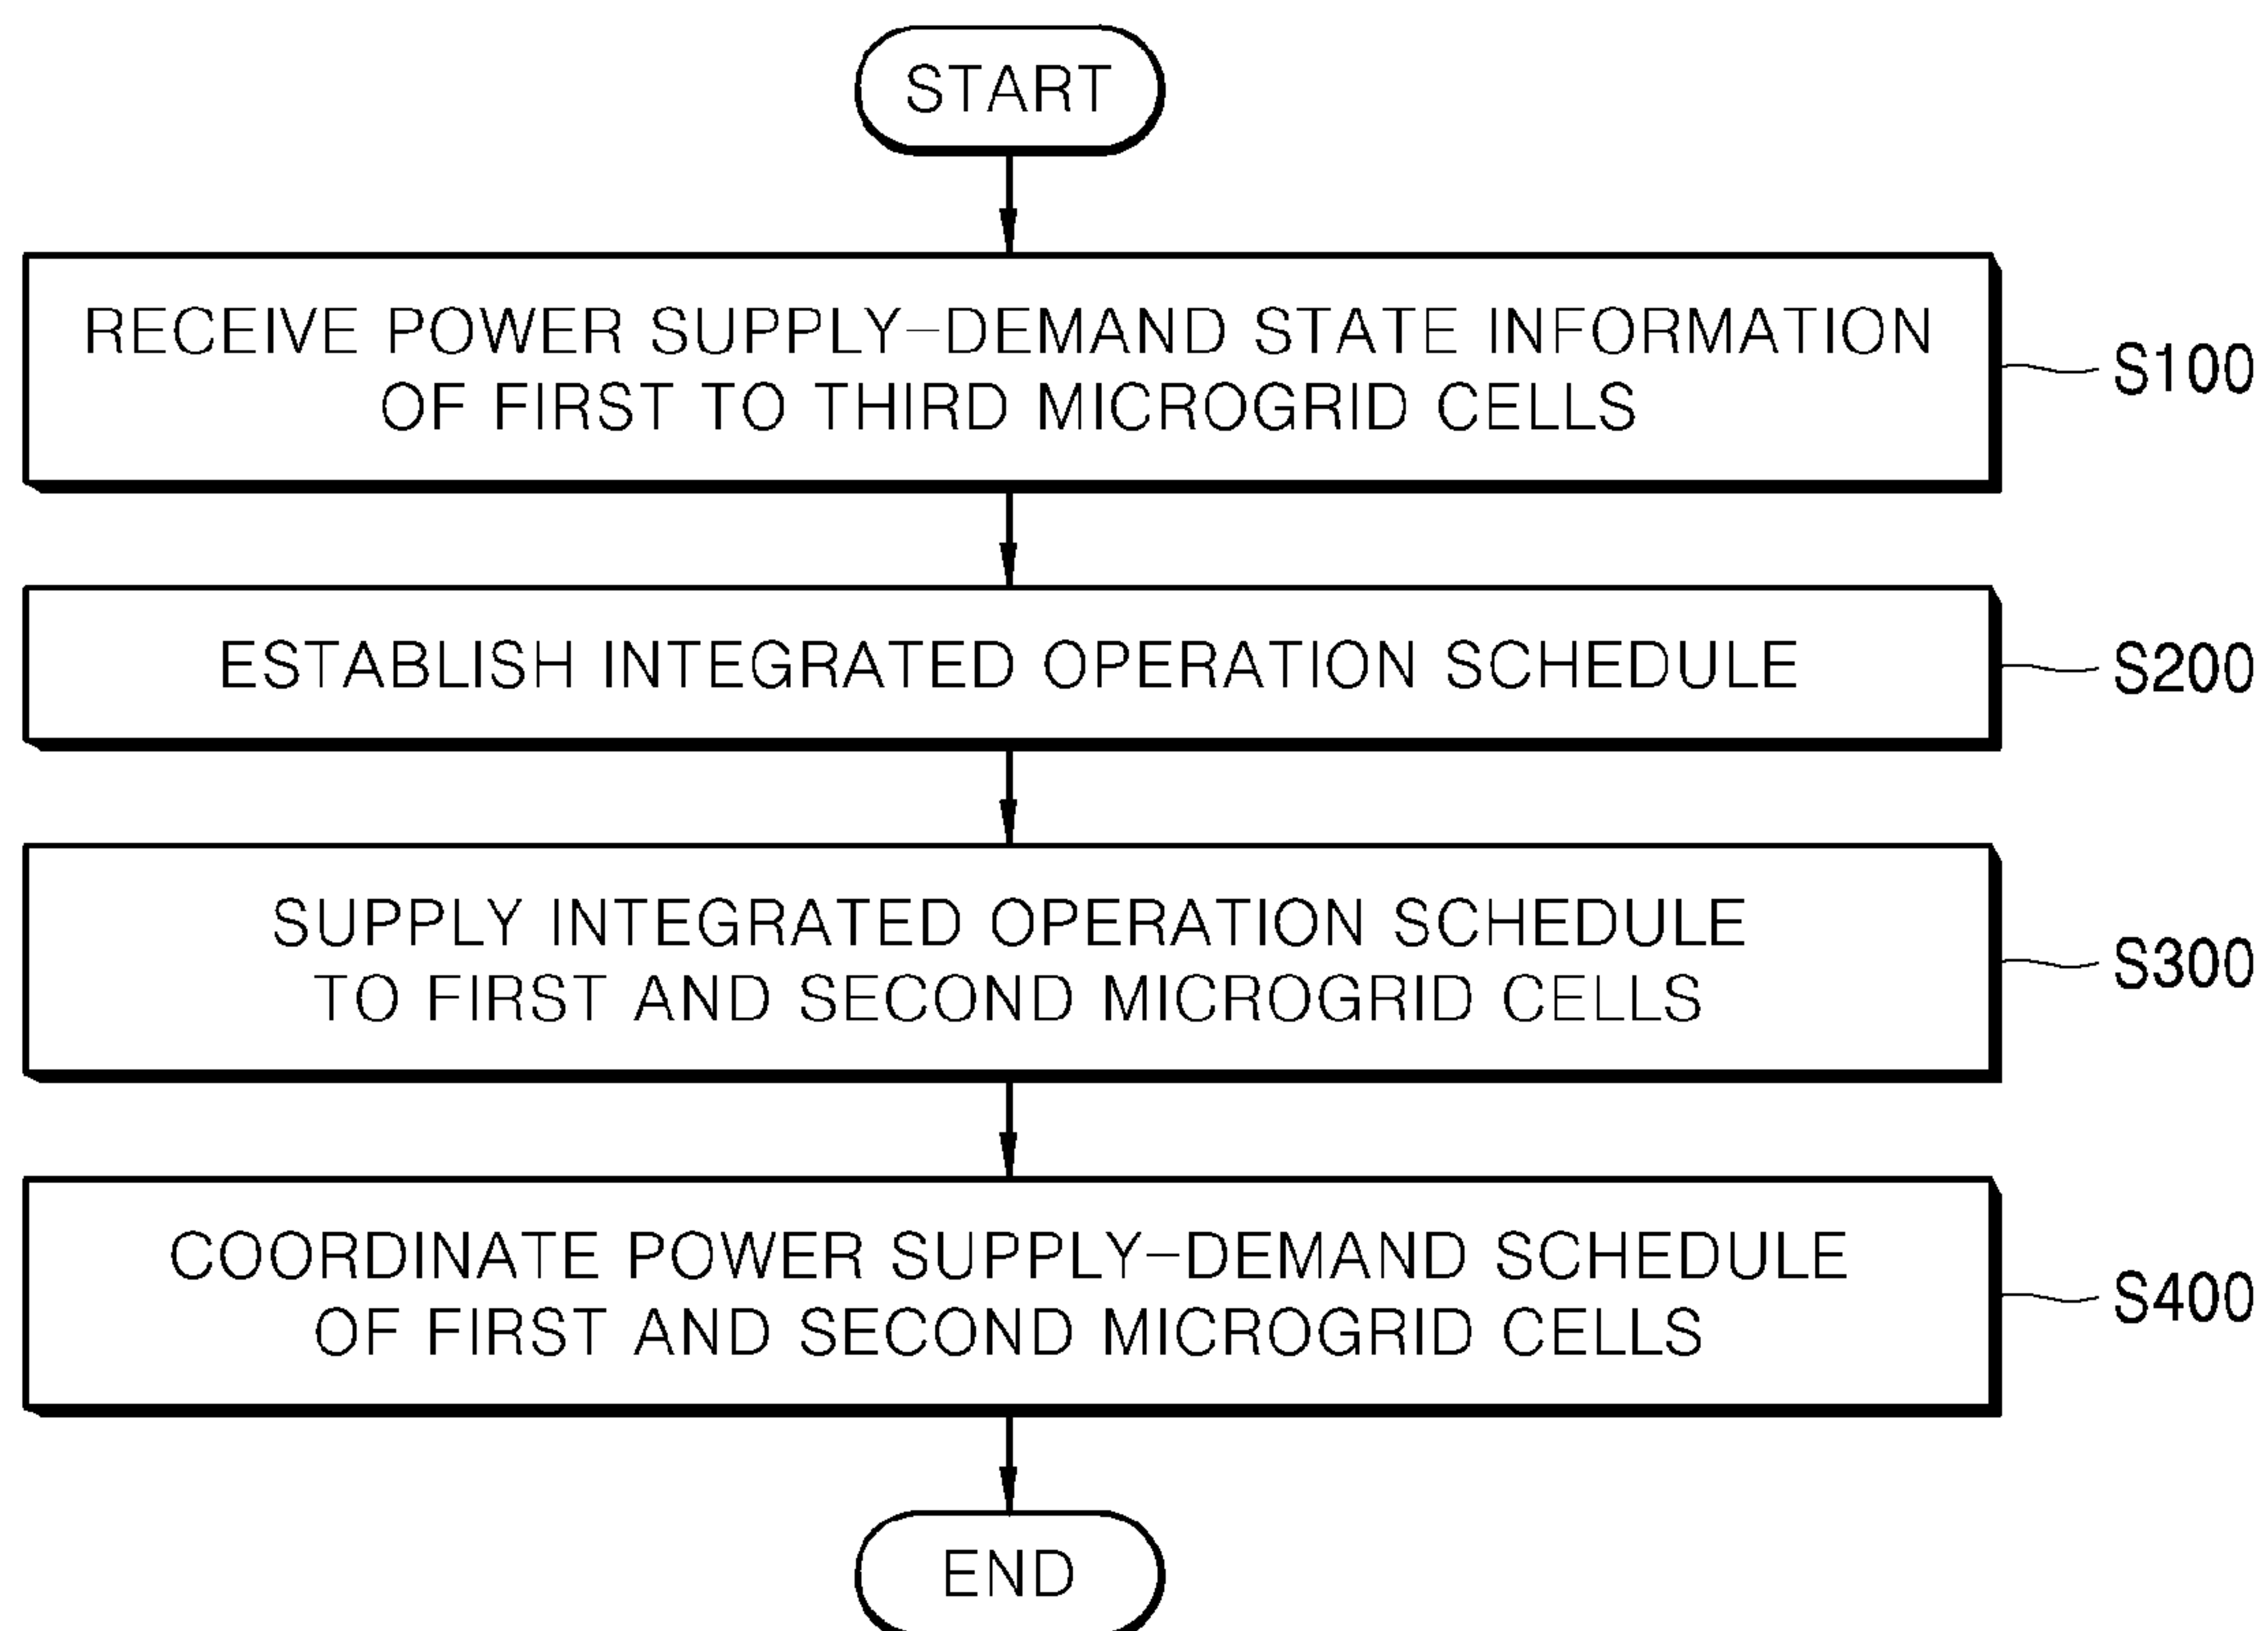 START
RECEIVE POWER SUPPLY-DEMAND STATE INFORMATION
OF FIRST TO THIRD MICROGRID CELLS
S100
ESTABLISH INTEGRATED OPERATION SCHEDULE
S200
SUPPLY INTEGRATED OPERATION SCHEDULE
TO FIRST AND SECOND MICROGRID CELLS
S300
COORDINATE POWER SUPPLY-DEMAND SCHEDULE
OF FIRST AND SECOND MICROGRID CELLS
S400
END